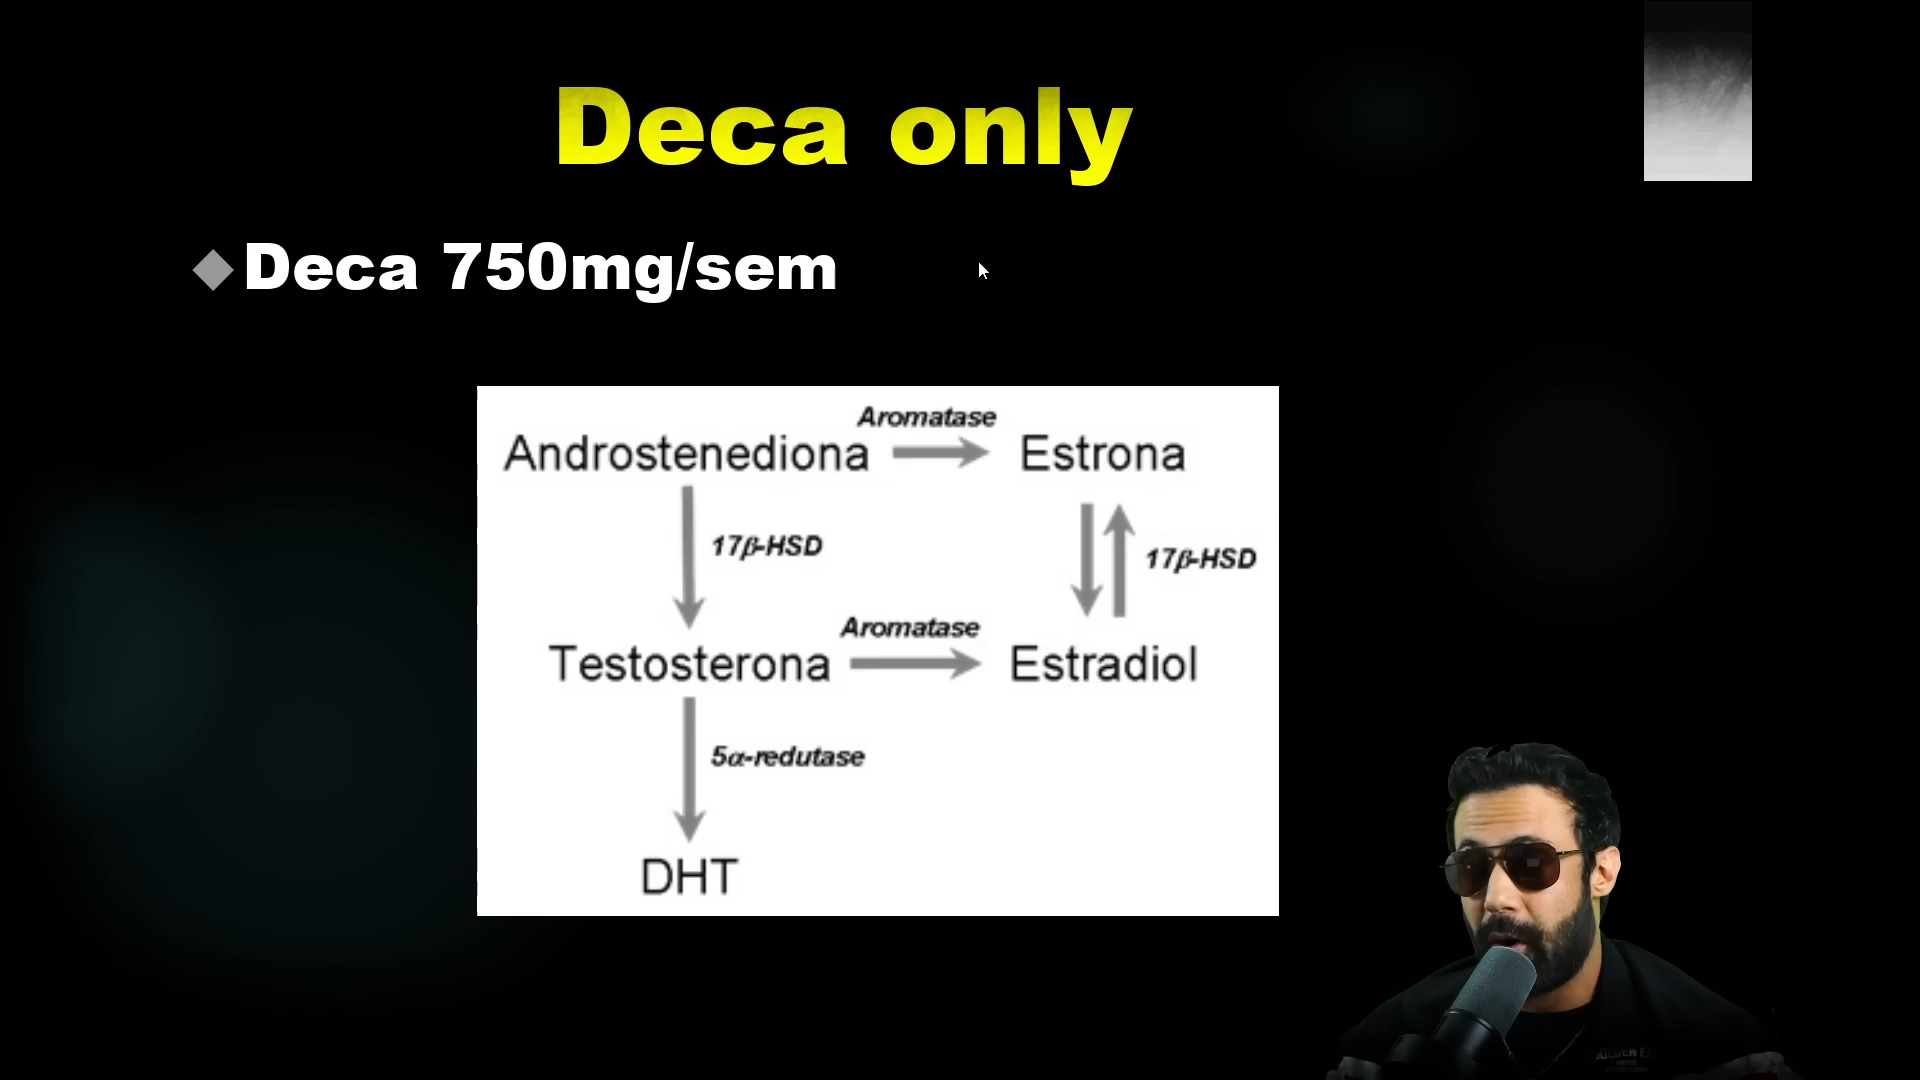 Deca only
Deca 750mg/sem
Aromatase
Androstenediona
Estrona
17β-HSD
17β-HSD
Aromatase
Testosterona
Estradiol
5α-redutase
DHT